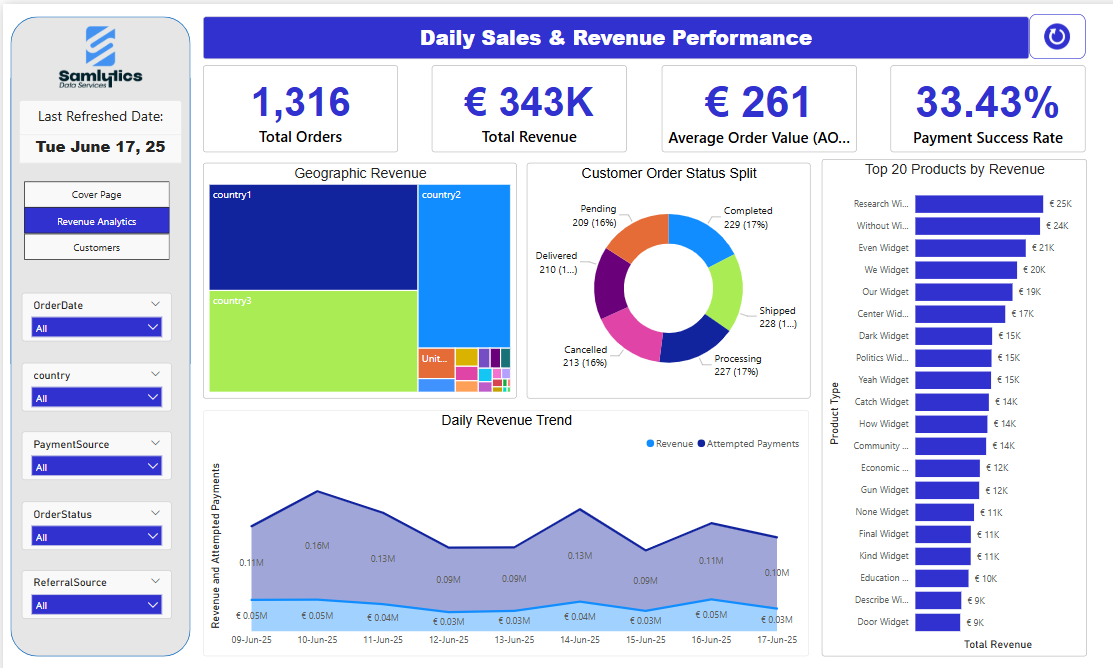 Samlytics
Data Services
Last Refreshed Date:
Tue June 17, 25
Cover Page
Revenue Analytics
Customers
OrderDate
All
country
All
PaymentSource
All
OrderStatus
All
ReferralSource
All
Daily Sales & Revenue Performance
1,316
Total Orders
€ 343K
Total Revenue
€ 261
Average Order Value (AO...
33.43%
Payment Success Rate
Geographic Revenue
country1
country2
country3
Unit...
Customer Order Status Split
Pending
209 (16%)
Completed
229 (17%)
Delivered
210 (1...)
Shipped
228 (1...)
Cancelled
213 (16%)
Processing
227 (17%)
Daily Revenue Trend
Revenue
Attempted Payments
Revenue and Attempted Payments
0.11M
0.16M
0.13M
0.09M
0.09M
0.13M
0.09M
0.11M
0.10M
€ 0.05M
€ 0.05M
€ 0.04M
€ 0.03M
€ 0.03M
€ 0.04M
€ 0.03M
€ 0.05M
€ 0.03M
09-Jun-25
10-Jun-25
11-Jun-25
12-Jun-25
13-Jun-25
14-Jun-25
15-Jun-25
16-Jun-25
17-Jun-25
Top 20 Products by Revenue
Product Type
Research Wi... € 25K
Without Wi... € 24K
Even Widget € 21K
We Widget € 20K
Our Widget € 19K
Center Wid... € 17K
Dark Widget € 15K
Politics Wid... € 15K
Yeah Widget € 15K
Catch Widget € 14K
How Widget € 14K
Community ... € 14K
Economic ... € 12K
Gun Widget € 12K
None Widget € 11K
Final Widget € 11K
Kind Widget € 11K
Education ... € 10K
Describe Wi... € 9K
Door Widget € 9K
Total Revenue